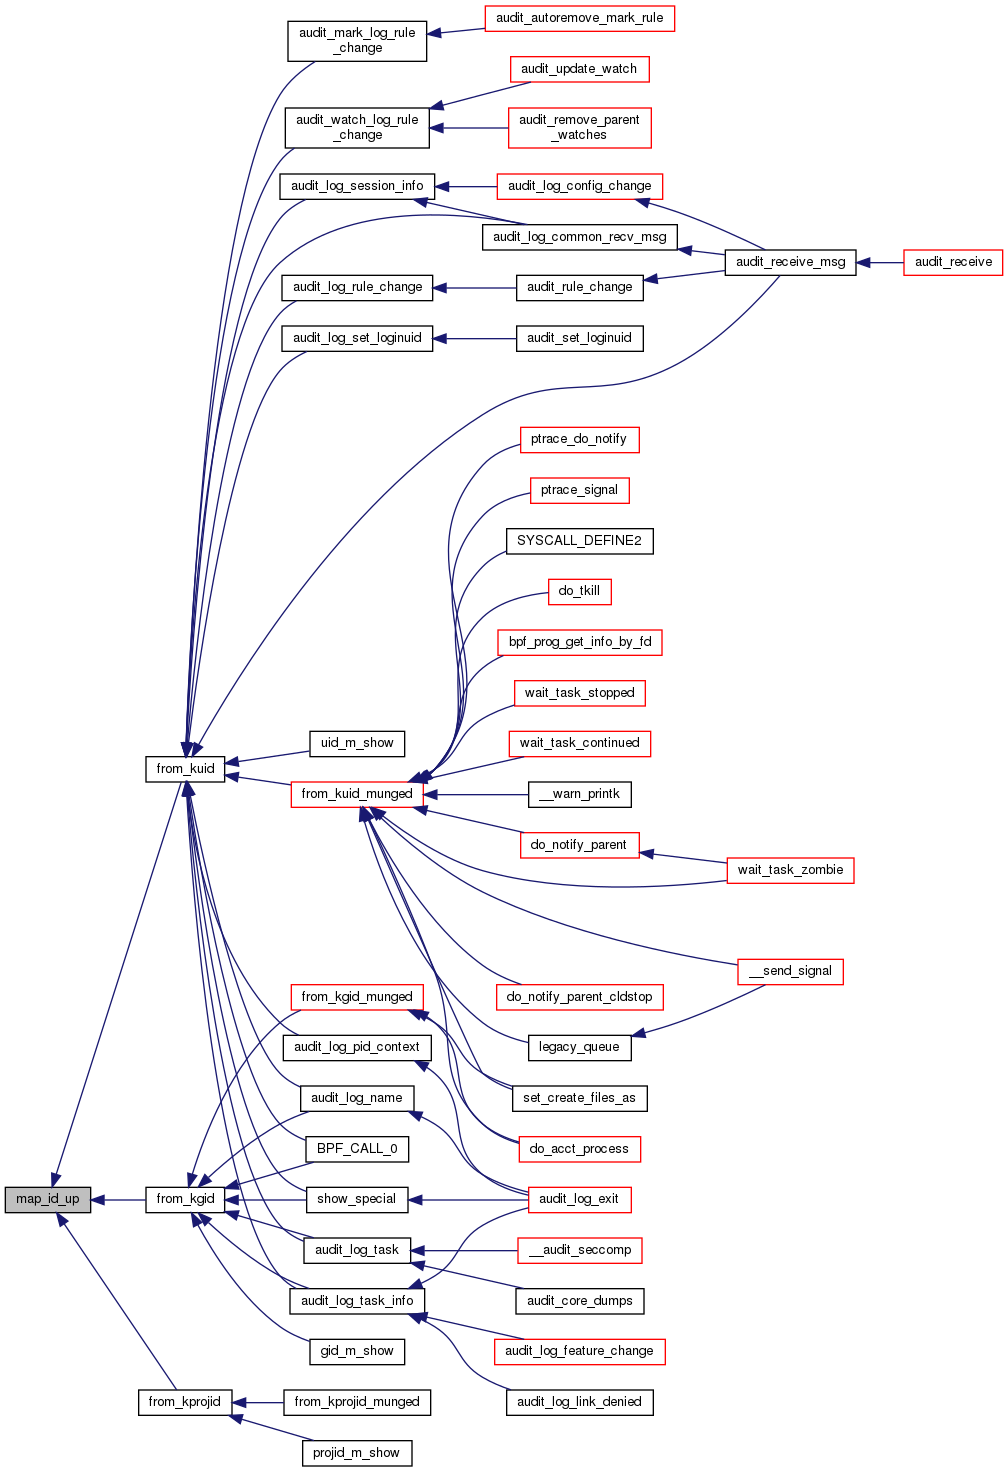 audit_autoremove_mark_rule
audit_mark_log_rule
_change
audit_update_watch
audit_watch_log_rule
_change
audit_remove_parent
_watches
audit_log_session_info
audit_log_config_change
audit_log_common_recv_msg
audit_receive_msg
audit_receive
audit_log_rule_change
audit_rule_change
audit_log_set_loginuid
audit_set_loginuid
ptrace_do_notify
ptrace_signal
SYSCALL_DEFINE2
do_tkill
bpf_prog_get_info_by_fd
wait_task_stopped
uid_m_show
wait_task_continued
from_kuid
from_kuid_munged
__warn_printk
do_notify_parent
wait_task_zombie
__send_signal
from_kgid_munged
do_notify_parent_cldstop
audit_log_pid_context
legacy_queue
audit_log_name
set_create_files_as
BPF_CALL_0
do_acct_process
map_id_up
from_kgid
show_special
audit_log_exit
audit_log_task
__audit_seccomp
audit_log_task_info
audit_core_dumps
gid_m_show
audit_log_feature_change
from_kprojid
from_kprojid_munged
audit_log_link_denied
projid_m_show